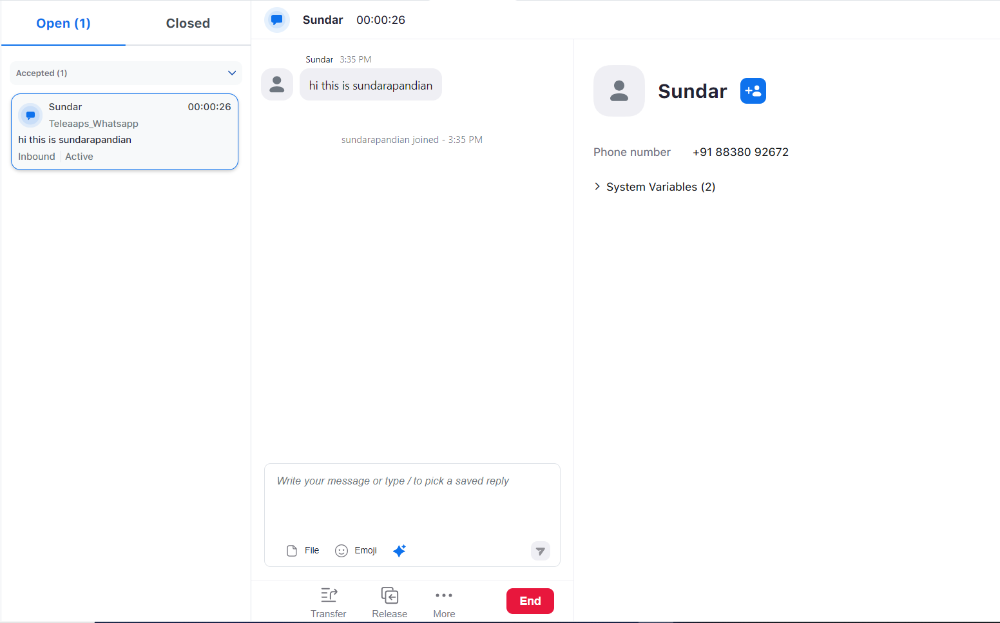 Open (1)
Closed
Accepted (1)
Sundar 00:00:26
Teleaaps_Whatsapp
hi this is sundarapandian
Inbound Active
Sundar 00:00:26
Sundar 3:35 PM
hi this is sundarapandian
sundarapandian joined - 3:35 PM
Write your message or type / to pick a saved reply
File Emoji
Transfer Release More
End
Sundar
Phone number +91 88380 92672
System Variables (2)